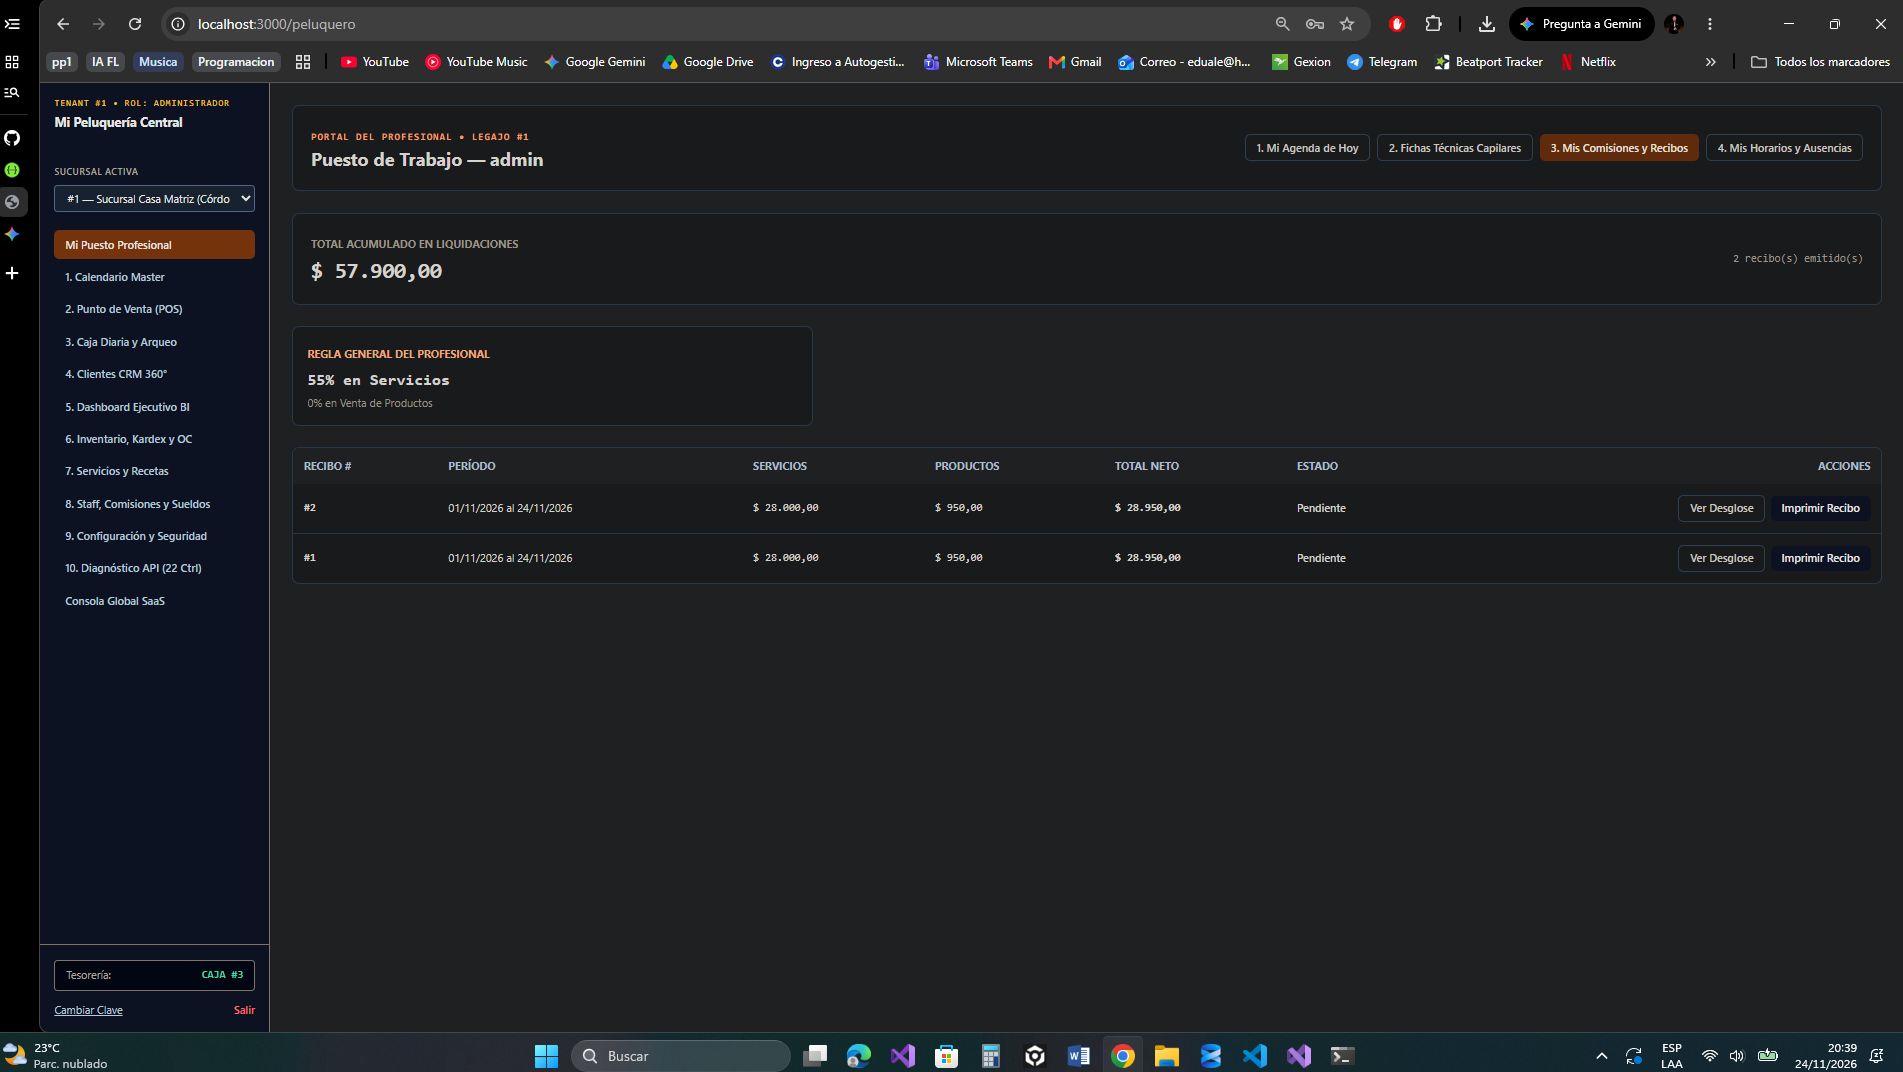 localhost:3000/peluquero
Pregunta a Gemini
pp1
IA FL
Musica
Programacion
YouTube
YouTube Music
Google Gemini
Google Drive
Ingreso a Autogesti...
Microsoft Teams
Gmail
Correo - eduale@h...
Gexion
Telegram
Beatport Tracker
Netflix
Todos los marcadores
TENANT #1 • ROL: ADMINISTRADOR
Mi Peluquería Central
SUCURSAL ACTIVA
#1 — Sucursal Casa Matriz (Córdo
Mi Puesto Profesional
1. Calendario Master
2. Punto de Venta (POS)
3. Caja Diaria y Arqueo
4. Clientes CRM 360°
5. Dashboard Ejecutivo BI
6. Inventario, Kardex y OC
7. Servicios y Recetas
8. Staff, Comisiones y Sueldos
9. Configuración y Seguridad
10. Diagnóstico API (22 Ctrl)
Consola Global SaaS
Tesorería: CAJA #3
Cambiar Clave Salir
PORTAL DEL PROFESIONAL • LEGAJO #1
Puesto de Trabajo — admin
1. Mi Agenda de Hoy
2. Fichas Técnicas Capilares
3. Mis Comisiones y Recibos
4. Mis Horarios y Ausencias
TOTAL ACUMULADO EN LIQUIDACIONES
$ 57.900,00
2 recibo(s) emitido(s)
REGLA GENERAL DEL PROFESIONAL
55% en Servicios
0% en Venta de Productos
RECIBO # PERÍODO SERVICIOS PRODUCTOS TOTAL NETO ESTADO ACCIONES
#2 01/11/2026 al 24/11/2026 $ 28.000,00 $ 950,00 $ 28.950,00 Pendiente Ver Desglose Imprimir Recibo
#1 01/11/2026 al 24/11/2026 $ 28.000,00 $ 950,00 $ 28.950,00 Pendiente Ver Desglose Imprimir Recibo
23°C
Parc. nublado
Buscar
ESP
LAA
20:39
24/11/2026